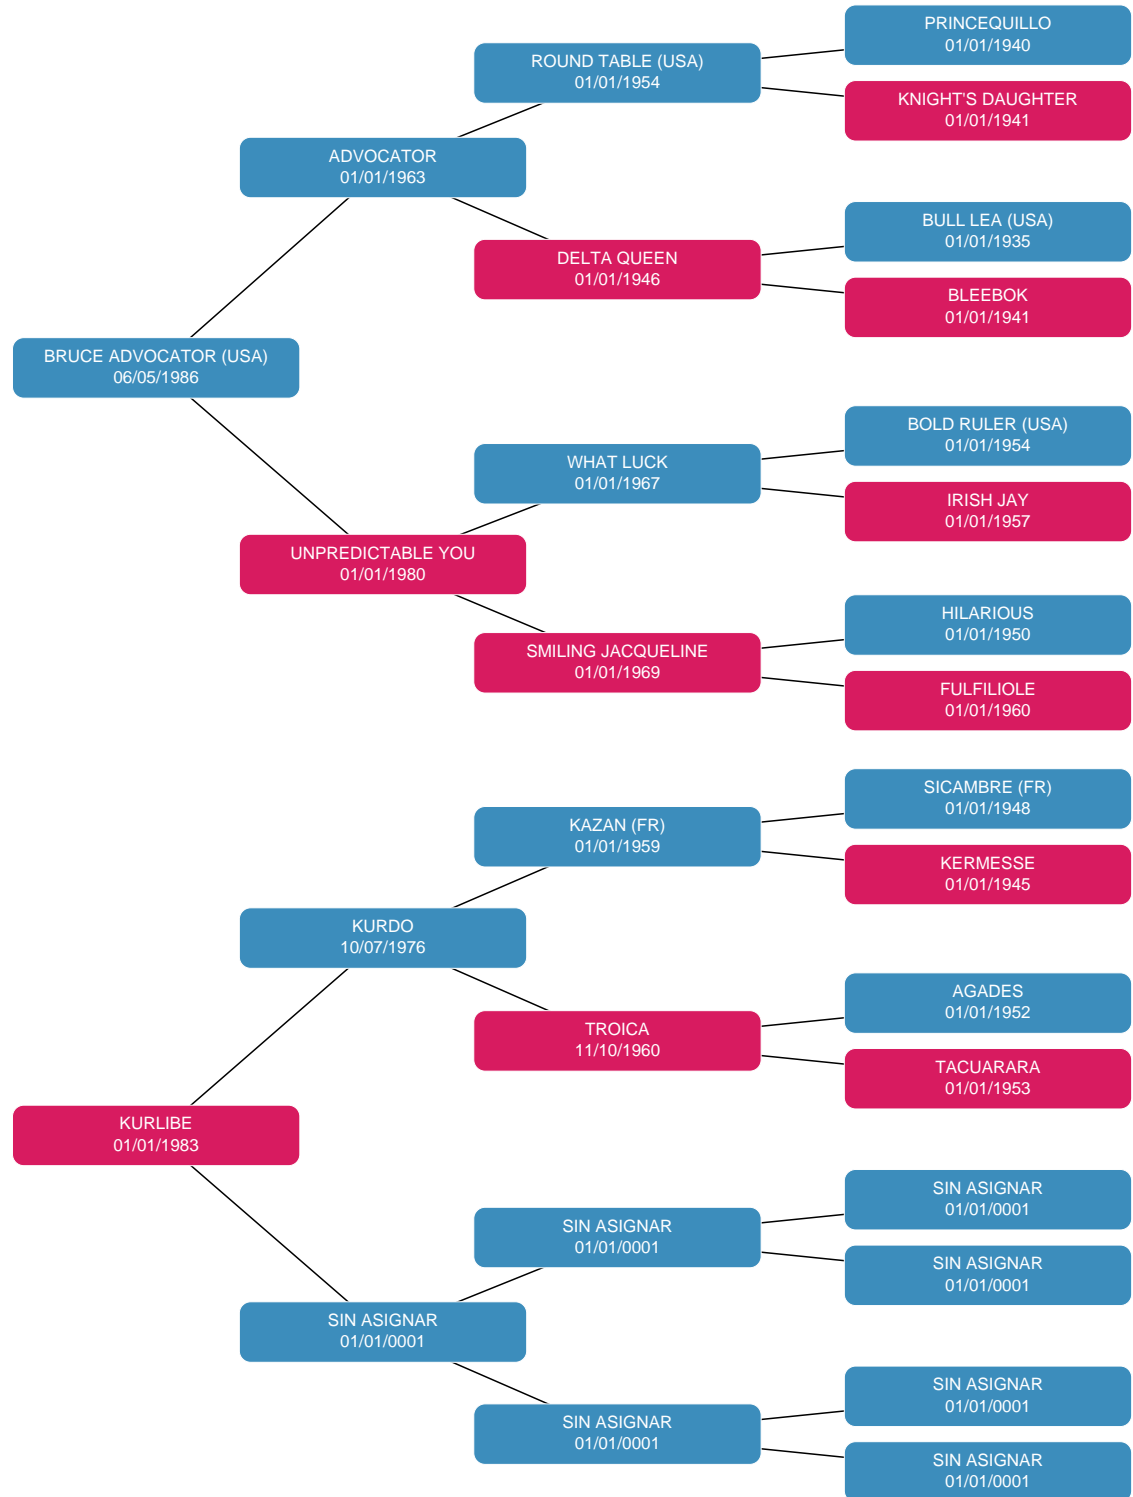 PRINCEQUILLO
01/01/1940
ROUND TABLE (USA)
01/01/1954
KNIGHT'S DAUGHTER
01/01/1941
ADVOCATOR
01/01/1963
BULL LEA (USA)
01/01/1935
DELTA QUEEN
01/01/1946
BLEEBOK
01/01/1941
BRUCE ADVOCATOR (USA)
06/05/1986
BOLD RULER (USA)
01/01/1954
WHAT LUCK
01/01/1967
IRISH JAY
01/01/1957
UNPREDICTABLE YOU
01/01/1980
HILARIOUS
01/01/1950
SMILING JACQUELINE
01/01/1969
FULFILIOLE
01/01/1960
SICAMBRE (FR)
01/01/1948
KAZAN (FR)
01/01/1959
KERMESSE
01/01/1945
KURDO
10/07/1976
AGADES
01/01/1952
TROICA
11/10/1960
TACUARARA
01/01/1953
KURLIBE
01/01/1983
SIN ASIGNAR
01/01/0001
SIN ASIGNAR
01/01/0001
SIN ASIGNAR
01/01/0001
SIN ASIGNAR
01/01/0001
SIN ASIGNAR
01/01/0001
SIN ASIGNAR
01/01/0001
SIN ASIGNAR
01/01/0001